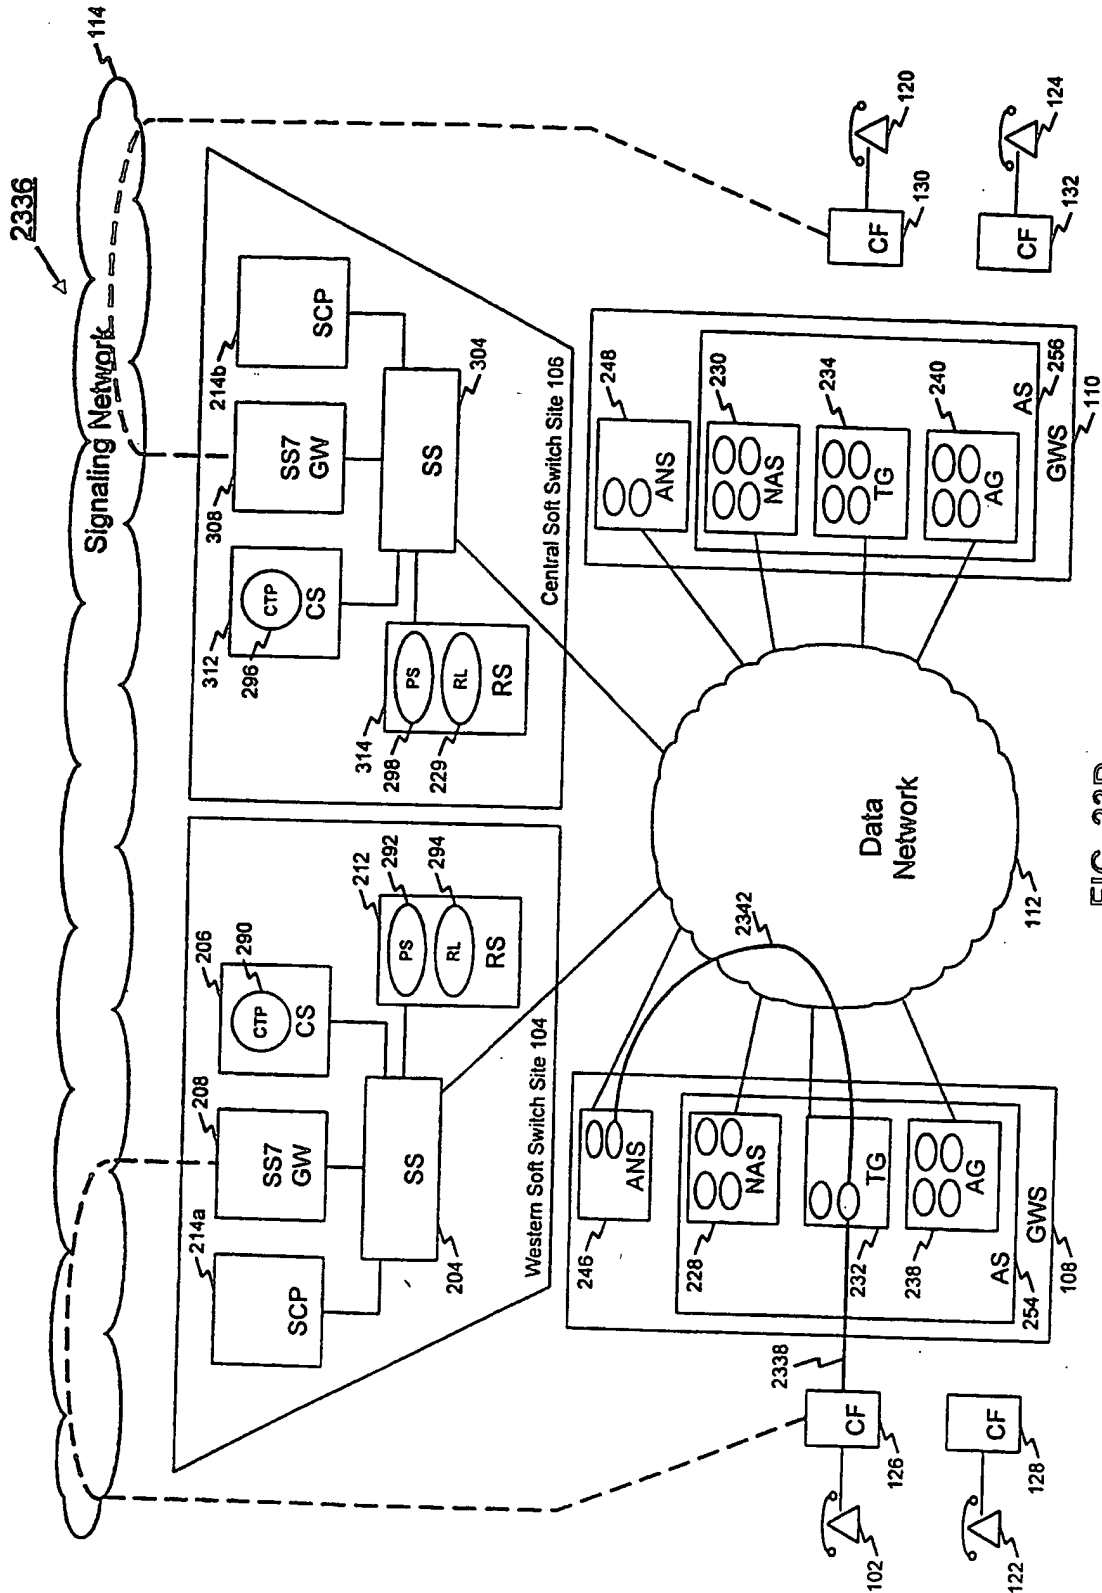 2336
114
Signaling Network
214a
208
206
290
SCP
SS7
GW
CTP
CS
212
292
294
PS
RL
RS
SS
204
Western Soft Switch Site 104
312
296
308
214b
CTP
CS
SS7
GW
SCP
314
298
229
PS
RL
RS
SS
304
Central Soft Switch Site 106
246
ANS
228
NAS
232
TG
238
AG
AS
254
GWS
108
2338
2342
Data
Network
112
248
ANS
230
NAS
234
TG
240
AG
AS
256
GWS
110
CF
126
102
CF
128
122
CF
130
120
CF
132
124